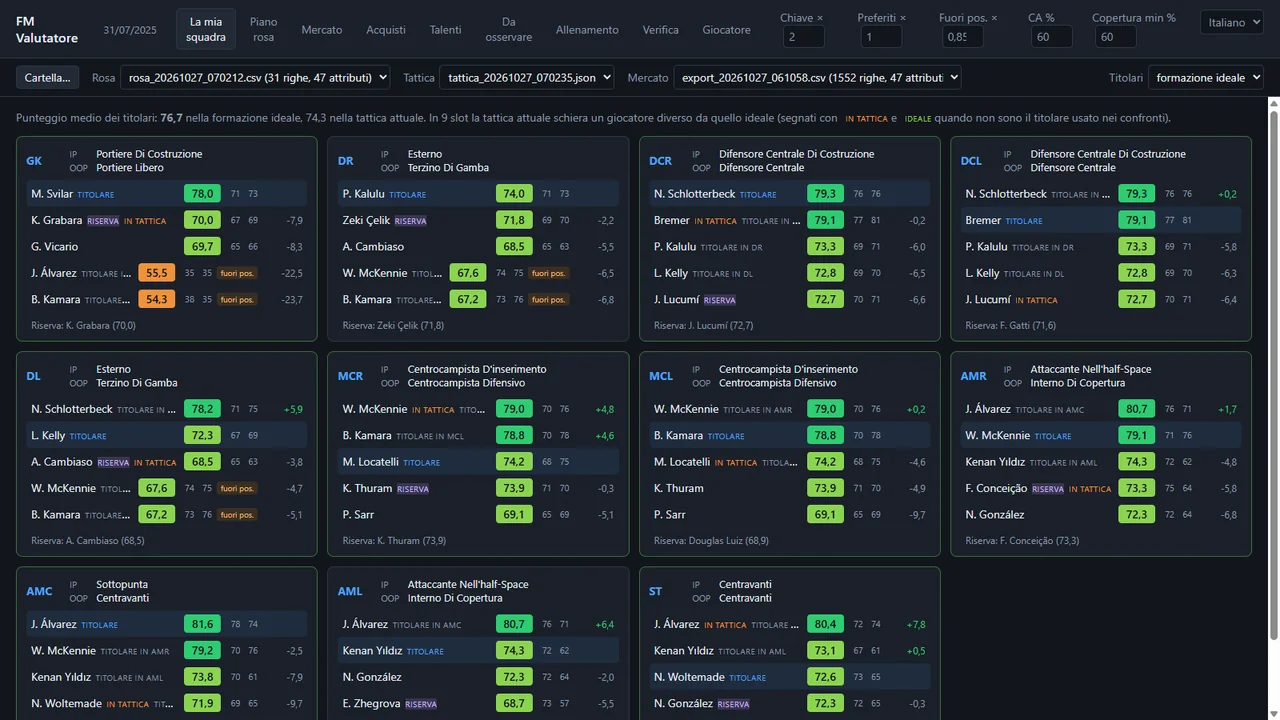 FM Valutatore
31/07/2025
La mia squadra
Piano rosa
Mercato
Acquisti
Talenti
Da osservare
Allenamento
Verifica
Giocatore
Chiave × 2
Preferiti × 1
Fuori pos. × 0,85
CA % 60
Copertura min % 60
Italiano
Cartella... Rosa rosa_20261027_070212.csv (31 righe, 47 attributi) Tattica tattica_20261027_070235.json Mercato export_20261027_061058.csv (1552 righe, 47 attributi Titolari formazione ideale
Punteggio medio dei titolari: 76,7 nella formazione ideale, 74,3 nella tattica attuale. In 9 slot la tattica attuale schiera un giocatore diverso da quello ideale (segnati con IN TATTICA e IDEALE quando non sono il titolare usato nei confronti).
GK IP Portiere Di Costruzione
OOP Portiere Libero
M. Svilar TITOLARE 78,0 71 73
K. Grabara RISERVA IN TATTICA 70,0 67 69 -7,9
G. Vicario 69,7 65 66 -8,3
J. Álvarez TITOLARE I... 55,5 35 35 fuori pos. -22,5
B. Kamara TITOLARE... 54,3 38 35 fuori pos. -23,7
Riserva: K. Grabara (70,0)
DR IP Esterno
OOP Terzino Di Gamba
P. Kalulu TITOLARE 74,0 71 73
Zeki Çelik RISERVA 71,8 69 70 -2,2
A. Cambiaso 68,5 65 63 -5,5
W. McKennie TITOL... 67,6 74 75 fuori pos. -6,5
B. Kamara TITOLARE... 67,2 73 76 fuori pos. -6,8
Riserva: Zeki Çelik (71,8)
DCR IP Difensore Centrale Di Costruzione
OOP Difensore Centrale
N. Schlotterbeck TITOLARE 79,3 76 76
Bremer IN TATTICA TITOLARE IN ... 79,1 77 81 -0,2
P. Kalulu TITOLARE IN DR 73,3 69 71 -6,0
L. Kelly TITOLARE IN DL 72,8 69 70 -6,5
J. Lucumí RISERVA 72,7 70 71 -6,6
Riserva: J. Lucumí (72,7)
DCL IP Difensore Centrale Di Costruzione
OOP Difensore Centrale
N. Schlotterbeck TITOLARE IN ... 79,3 76 76 +0,2
Bremer TITOLARE 79,1 77 81
P. Kalulu TITOLARE IN DR 73,3 69 71 -5,8
L. Kelly TITOLARE IN DL 72,8 69 70 -6,3
J. Lucumí IN TATTICA 72,7 70 71 -6,4
Riserva: F. Gatti (71,6)
DL IP Esterno
OOP Terzino Di Gamba
N. Schlotterbeck TITOLARE IN ... 78,2 71 75 +5,9
L. Kelly TITOLARE 72,3 67 69
A. Cambiaso RISERVA IN TATTICA 68,5 65 63 -3,8
W. McKennie TITOL... 67,6 74 75 fuori pos. -4,7
B. Kamara TITOLARE... 67,2 73 76 fuori pos. -5,1
Riserva: A. Cambiaso (68,5)
MCR IP Centrocampista D'inserimento
OOP Centrocampista Difensivo
W. McKennie IN TATTICA TITO... 79,0 70 76 +4,8
B. Kamara TITOLARE IN MCL 78,8 70 78 +4,6
M. Locatelli TITOLARE 74,2 68 75
K. Thuram RISERVA 73,9 71 70 -0,3
P. Sarr 69,1 65 69 -5,1
Riserva: K. Thuram (73,9)
MCL IP Centrocampista D'inserimento
OOP Centrocampista Difensivo
W. McKennie TITOLARE IN AMR 79,0 70 76 +0,2
B. Kamara TITOLARE 78,8 70 78
M. Locatelli IN TATTICA TITOLA... 74,2 68 75 -4,6
K. Thuram 73,9 71 70 -4,9
P. Sarr 69,1 65 69 -9,7
Riserva: Douglas Luiz (68,9)
AMR IP Attaccante Nell'half-Space
OOP Interno Di Copertura
J. Álvarez TITOLARE IN AMC 80,7 76 71 +1,7
W. McKennie TITOLARE 79,1 71 76
Kenan Yıldız TITOLARE IN AML 74,3 72 62 -4,8
F. Conceição RISERVA IN TATTICA 73,3 75 64 -5,8
N. González 72,3 72 64 -6,8
Riserva: F. Conceição (73,3)
AMC IP Sottopunta
OOP Centravanti
J. Álvarez TITOLARE 81,6 78 74
W. McKennie TITOLARE IN AMR 79,2 70 76 -2,5
Kenan Yıldız TITOLARE IN AML 73,8 70 61 -7,9
N. Woltemade IN TATTICA TIT... 71,9 69 65 -9,7
AML IP Attaccante Nell'half-Space
OOP Interno Di Copertura
J. Álvarez TITOLARE IN AMC 80,7 76 71 +6,4
Kenan Yıldız TITOLARE 74,3 72 62
N. González 72,3 72 64 -2,0
E. Zhegrova RISERVA 68,7 73 57 -5,5
ST IP Centravanti
OOP Centravanti
J. Álvarez IN TATTICA TITOLARE ... 80,4 72 74 +7,8
Kenan Yıldız TITOLARE IN AML 73,1 67 61 +0,5
N. Woltemade TITOLARE 72,6 73 65
N. González RISERVA 72,3 72 65 -0,3